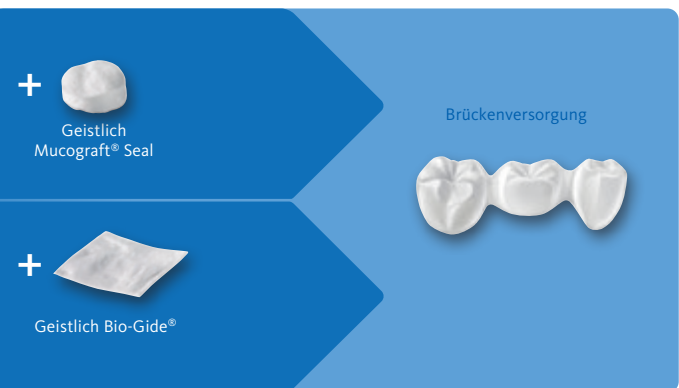 +
Geistlich
Mucograft® Seal
Brückenversorgung
+
Geistlich Bio-Gide®